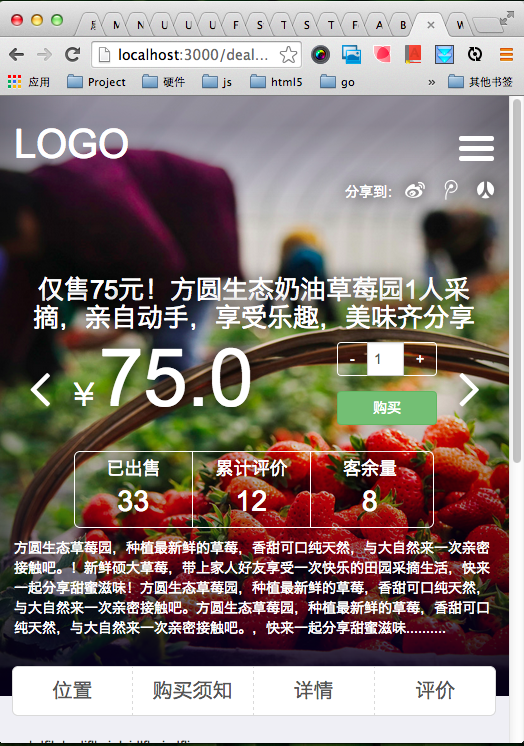 M N U U U F S T S T F A B W
localhost:3000/deal...
应用 Project 硬件 js html5 go » 其他书签
LOGO
分享到：
仅售75元！方圆生态奶油草莓园1人采
摘，亲自动手，享受乐趣，美味齐分享
¥75.0
- 1 +
购买
已出售 累计评价 客余量
33 12 8
方圆生态草莓园，种植最新鲜的草莓，香甜可口纯天然，与大自然来一次亲密
接触吧。！新鲜硕大草莓，带上家人好友享受一次快乐的田园采摘生活，快来
一起分享甜蜜滋味！方圆生态草莓园，种植最新鲜的草莓，香甜可口纯天然，
与大自然来一次亲密接触吧。方圆生态草莓园，种植最新鲜的草莓，香甜可口
纯天然，与大自然来一次亲密接触吧。，快来一起分享甜蜜滋味..........
位置 购买须知 详情 评价